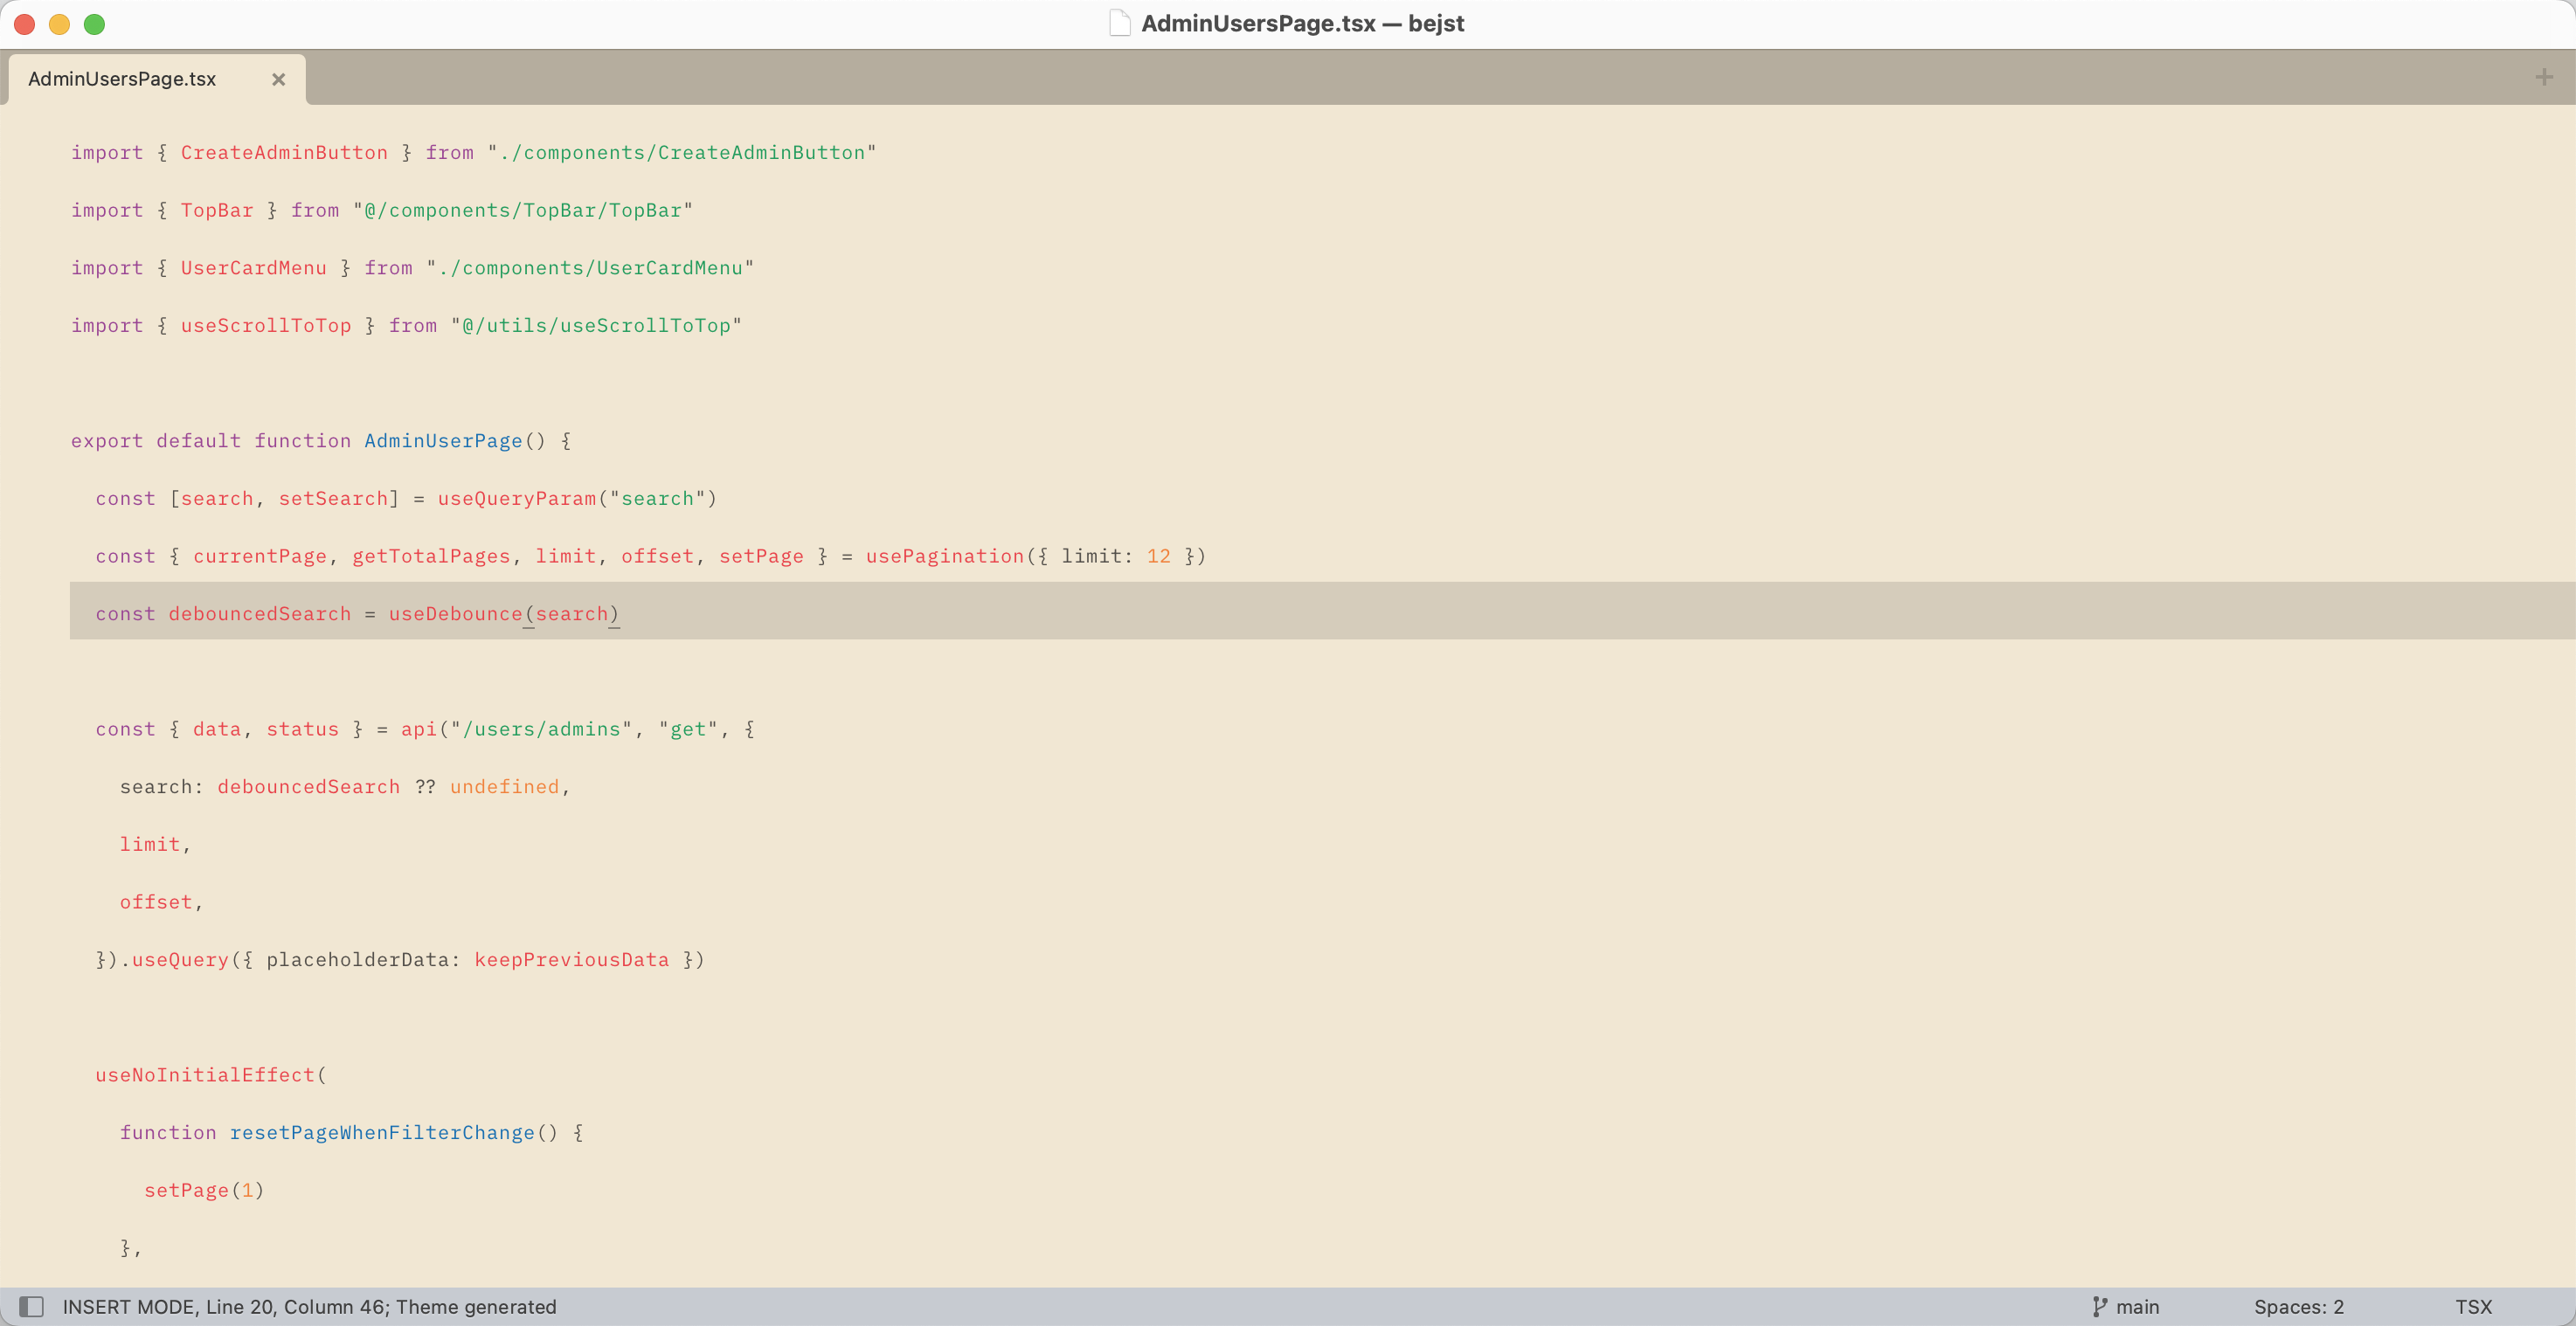 AdminUsersPage.tsx — bejst
AdminUsersPage.tsx
import { CreateAdminButton } from "./components/CreateAdminButton"
import { TopBar } from "@/components/TopBar/TopBar"
import { UserCardMenu } from "./components/UserCardMenu"
import { useScrollToTop } from "@/utils/useScrollToTop"
export default function AdminUserPage() {
  const [search, setSearch] = useQueryParam("search")
  const { currentPage, getTotalPages, limit, offset, setPage } = usePagination({ limit: 12 })
  const debouncedSearch = useDebounce(search)
  const { data, status } = api("/users/admins", "get", {
    search: debouncedSearch ?? undefined,
    limit,
    offset,
  }).useQuery({ placeholderData: keepPreviousData })
  useNoInitialEffect(
    function resetPageWhenFilterChange() {
      setPage(1)
    },
INSERT MODE, Line 20, Column 46; Theme generated
main
Spaces: 2
TSX